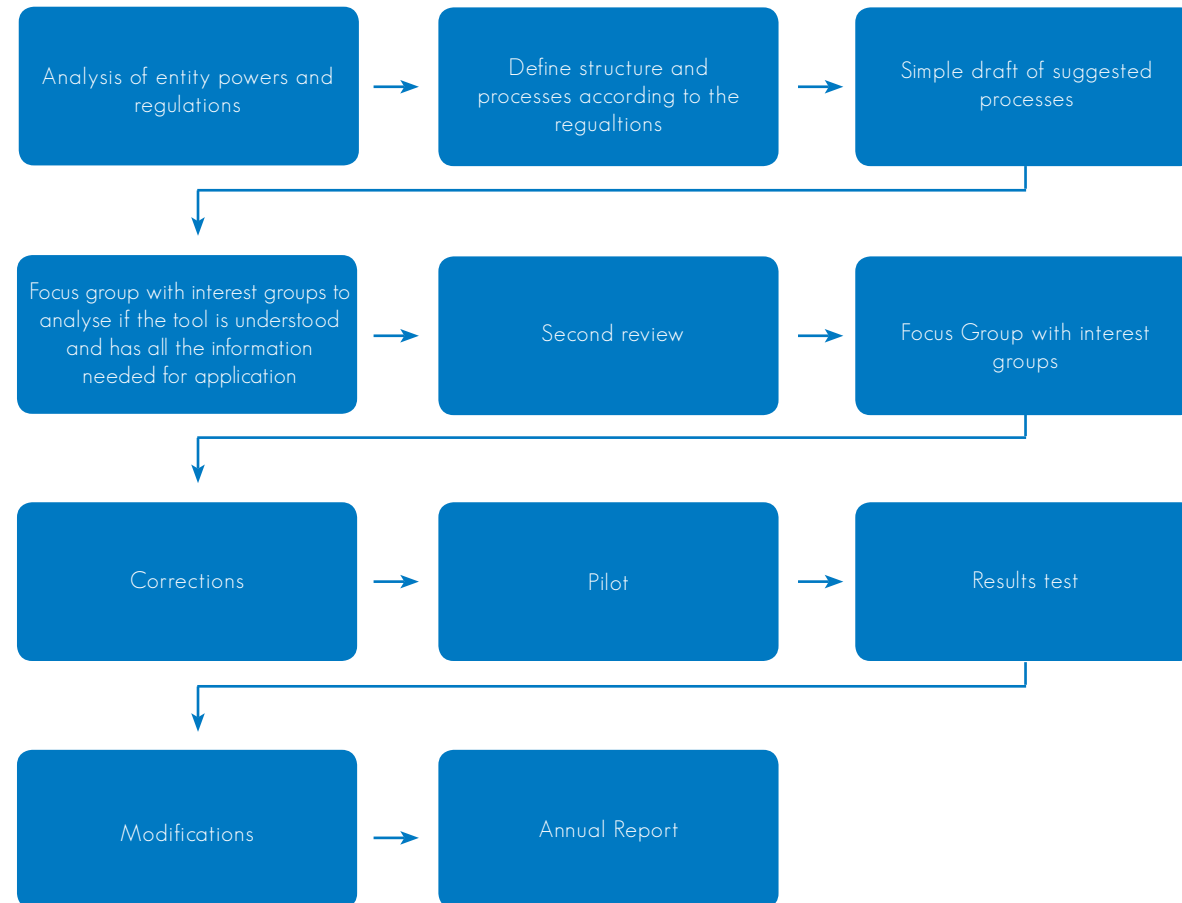 Analysis of entity powers and
regulations
Define structure and
processes according to the
regualtions
Simple draft of suggested
processes
Focus group with interest groups to
analyse if the tool is understood
and has all the information
needed for application
Second review
Focus Group with interest
groups
Corrections
Pilot
Results test
Modifications
Annual Report